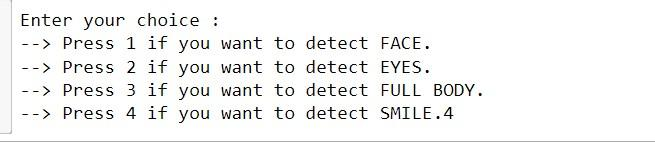 Enter your choice :
--> Press 1 if you want to detect FACE.
--> Press 2 if you want to detect EYES.
--> Press 3 if you want to detect FULL BODY.
--> Press 4 if you want to detect SMILE.4